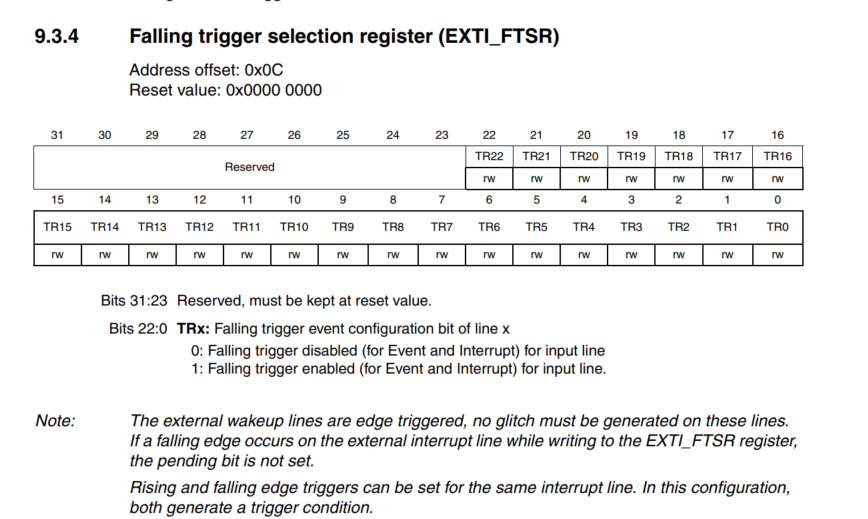 9.3.4 Falling trigger selection register (EXTI_FTSR)
Address offset: 0x0C
Reset value: 0x0000 0000
31 30 29 28 27 26 25 24 23 22 21 20 19 18 17 16
Reserved TR22 TR21 TR20 TR19 TR18 TR17 TR16
rw rw rw rw rw rw rw
15 14 13 12 11 10 9 8 7 6 5 4 3 2 1 0
TR15 TR14 TR13 TR12 TR11 TR10 TR9 TR8 TR7 TR6 TR5 TR4 TR3 TR2 TR1 TR0
rw rw rw rw rw rw rw rw rw rw rw rw rw rw rw rw
Bits 31:23 Reserved, must be kept at reset value.
Bits 22:0 TRx: Falling trigger event configuration bit of line x
0: Falling trigger disabled (for Event and Interrupt) for input line
1: Falling trigger enabled (for Event and Interrupt) for input line.
Note: The external wakeup lines are edge triggered, no glitch must be generated on these lines.
If a falling edge occurs on the external interrupt line while writing to the EXTI_FTSR register,
the pending bit is not set.
Rising and falling edge triggers can be set for the same interrupt line. In this configuration,
both generate a trigger condition.